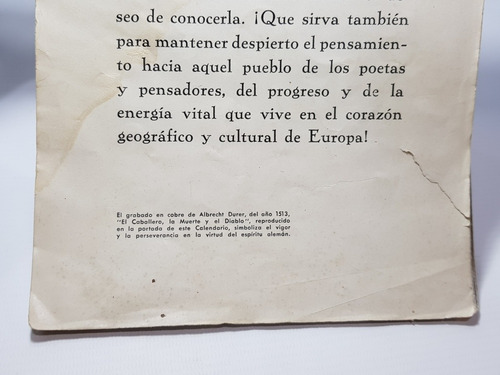 seo de conocerla. ¡Que sirva también
para mantener despierto el pensamien-
to hacia aquel pueblo de los poetas
y pensadores, del progreso y de la
energía vital que vive en el corazón
geográfico y cultural de Europa!
El grabado en cobre de Albrecht Durer, del año 1513,
"El Caballero, la Muerte y el Diablo", reproducido
en la portada de este Calendario, simboliza el vigor
y la perseverancia en la virtud del espíritu alemán.